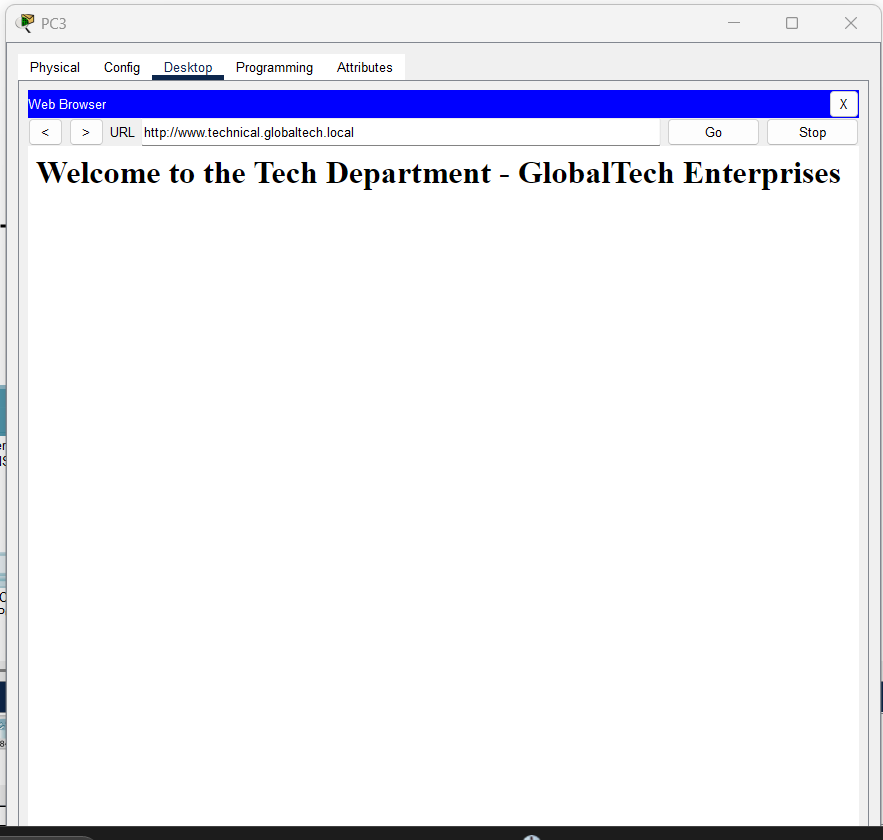 PC3
Physical Config Desktop Programming Attributes
Web Browser X
< > URL http://www.technical.globaltech.local Go Stop
Welcome to the Tech Department - GlobalTech Enterprises